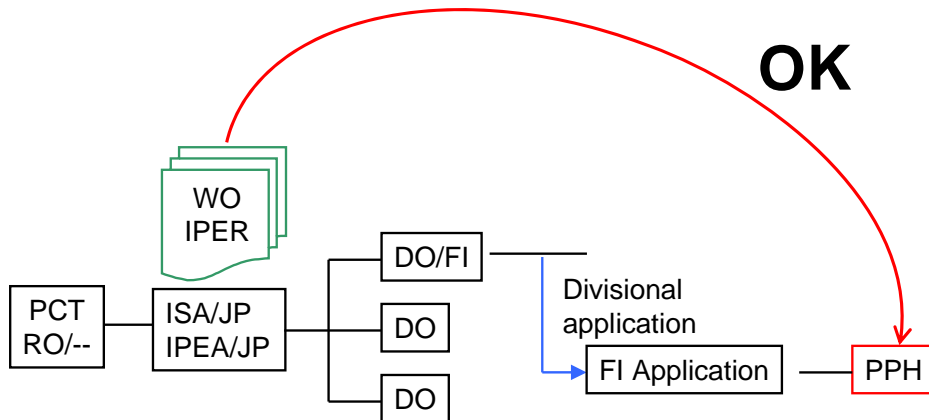 OK
WO
IPER
DO/FI
PCT
RO/--
ISA/JP
IPEA/JP
DO
DO
Divisional
application
FI Application
PPH